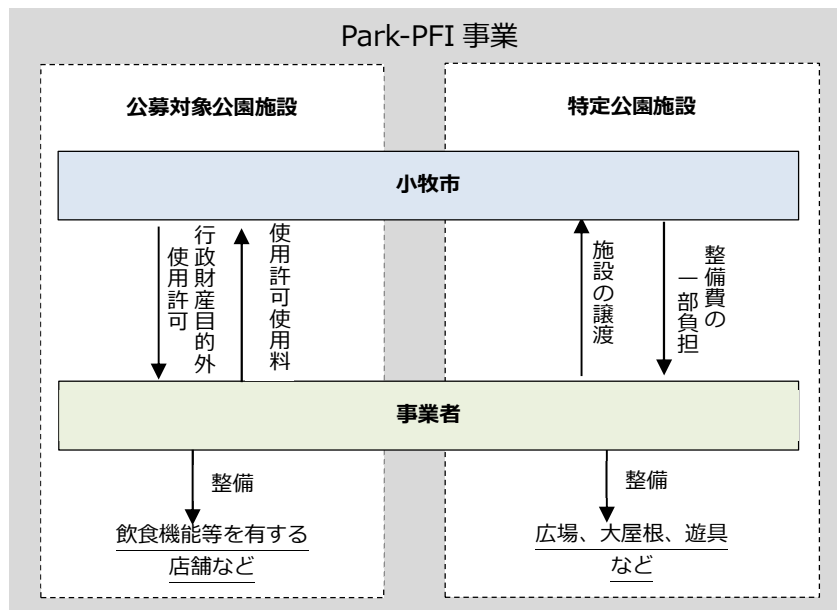 Park-PFI 事業
公募対象公園施設
特定公園施設
小牧市
行政財産目的外
使用許可
使用許可使用料
施設の譲渡
整備費の
一部負担
事業者
整備
整備
飲食機能等を有する
店舗など
広場、大屋根、遊具
など